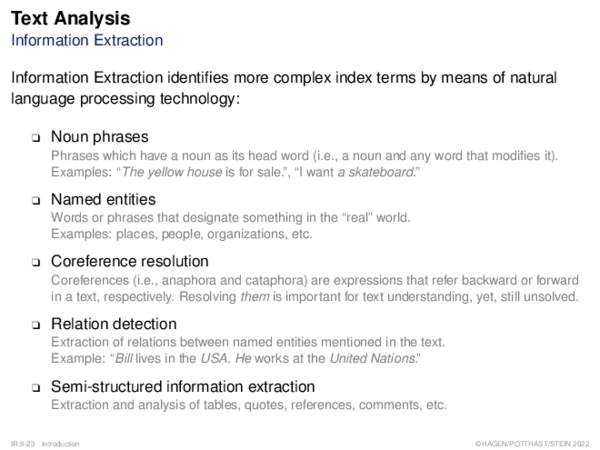 Text Analysis
Information Extraction
Information Extraction identifies more complex index terms by means of natural
language processing technology:
❑ Noun phrases
Phrases which have a noun as its head word (i.e., a noun and any word that modifies it).
Examples: “The yellow house is for sale.”, “I want a skateboard.”
❑ Named entities
Words or phrases that designate something in the “real” world.
Examples: places, people, organizations, etc.
❑ Coreference resolution
Coreferences (i.e., anaphora and cataphora) are expressions that refer backward or forward
in a text, respectively. Resolving them is important for text understanding, yet, still unsolved.
❑ Relation detection
Extraction of relations between named entities mentioned in the text.
Example: “Bill lives in the USA. He works at the United Nations.”
❑ Semi-structured information extraction
Extraction and analysis of tables, quotes, references, comments, etc.
IR:II-23 Introduction
©HAGEN/POTTHAST/STEIN 2022